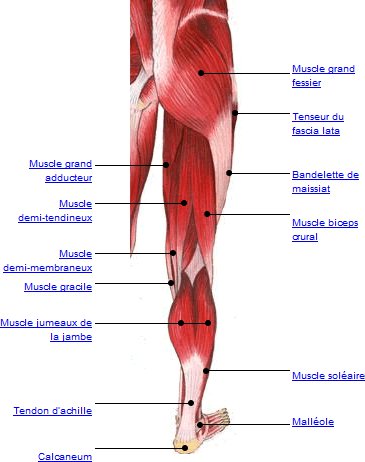 Muscle grand
fessier
Tenseur du
fascia lata
Muscle grand
adducteur
Bandelette de
maissiat
Muscle
demi-tendineux
Muscle biceps
crural
Muscle
demi-membraneux
Muscle gracile
Muscle jumeaux de
la jambe
Muscle soléaire
Tendon d'achille
Malléole
Calcaneum